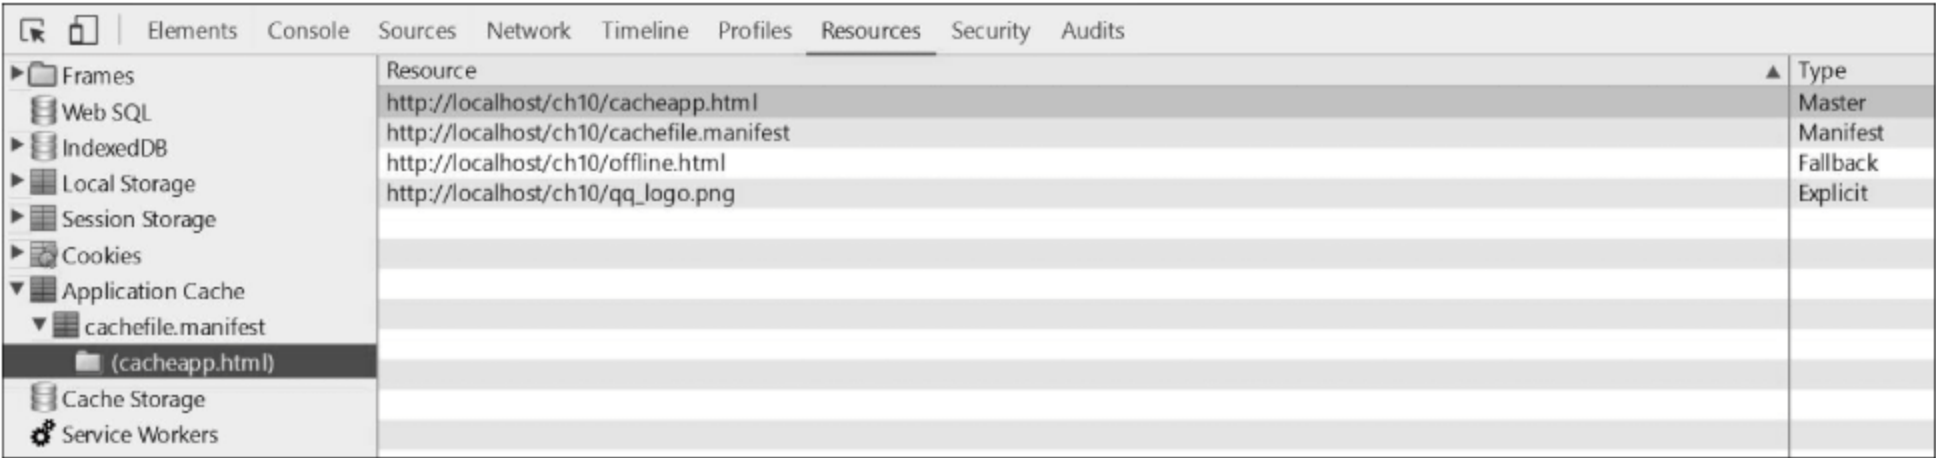 Elements Console Sources Network Timeline Profiles Resources Security Audits
Frames
Web SQL
IndexedDB
Local Storage
Session Storage
Cookies
Application Cache
cachefile.manifest
(cacheapp.html)
Cache Storage
Service Workers
Resource Type
http://localhost/ch10/cacheapp.html Master
http://localhost/ch10/cachefile.manifest Manifest
http://localhost/ch10/offline.html Fallback
http://localhost/ch10/qq_logo.png Explicit